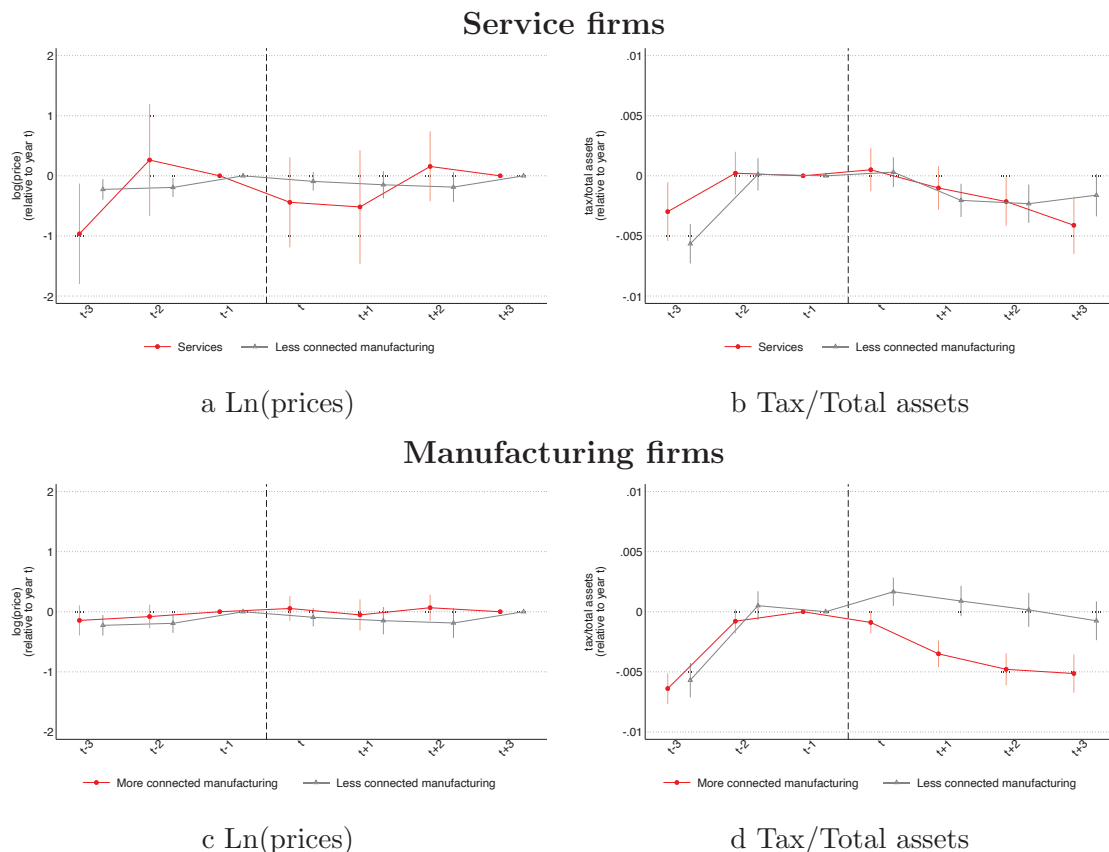 Service firms
2
1
0
-1
-2
log(price)
(relative to year t)
t-3
t-2
t-1
t
t+1
t+2
t+3
Services
Less connected manufacturing
a Ln(prices)
.01
.005
0
-.005
-.01
tax/total assets
(relative to year t)
t-3
t-2
t-1
t
t+1
t+2
t+3
Services
Less connected manufacturing
b Tax/Total assets
Manufacturing firms
2
1
0
-1
-2
log(price)
(relative to year t)
t-3
t-2
t-1
t
t+1
t+2
t+3
More connected manufacturing
Less connected manufacturing
c Ln(prices)
.01
.005
0
-.005
-.01
tax/total assets
(relative to year t)
t-3
t-2
t-1
t
t+1
t+2
t+3
More connected manufacturing
Less connected manufacturing
d Tax/Total assets